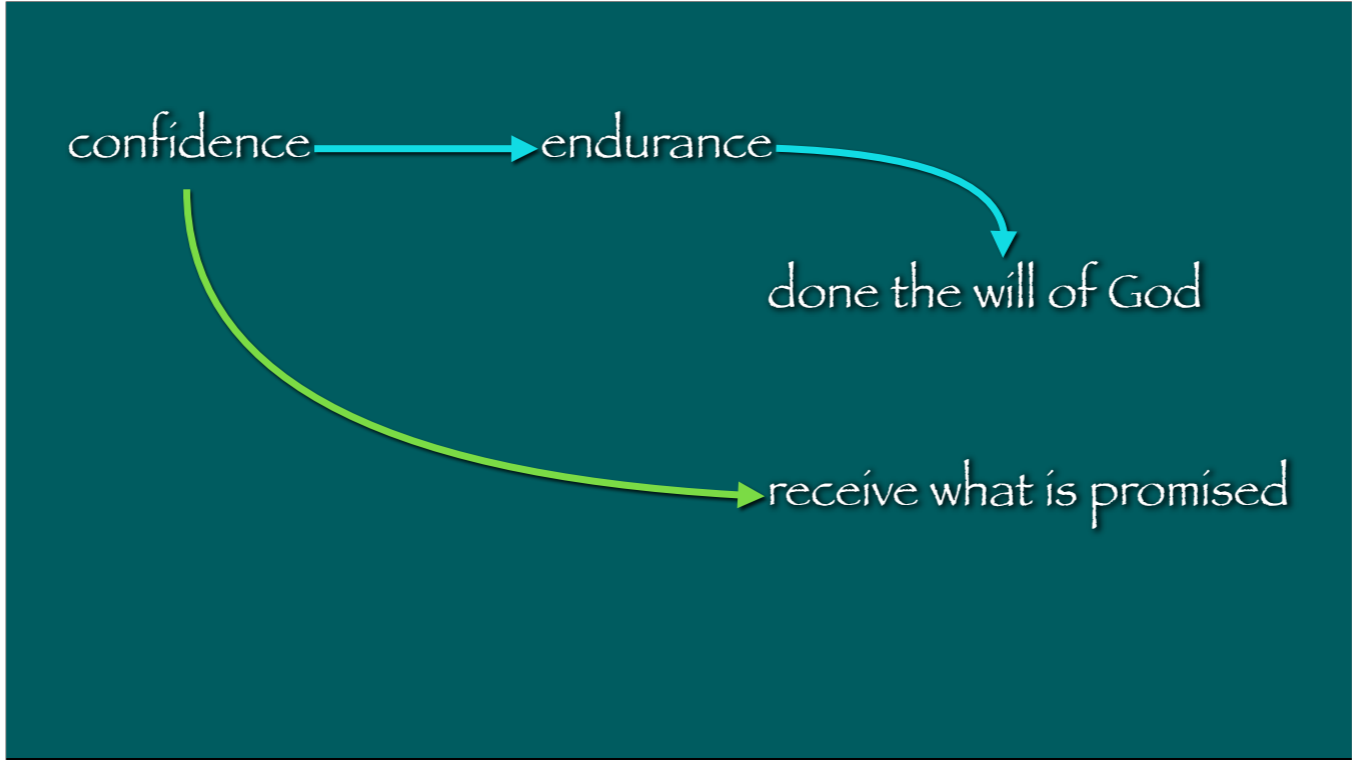 confidence
endurance
done the will of God
receive what is promised